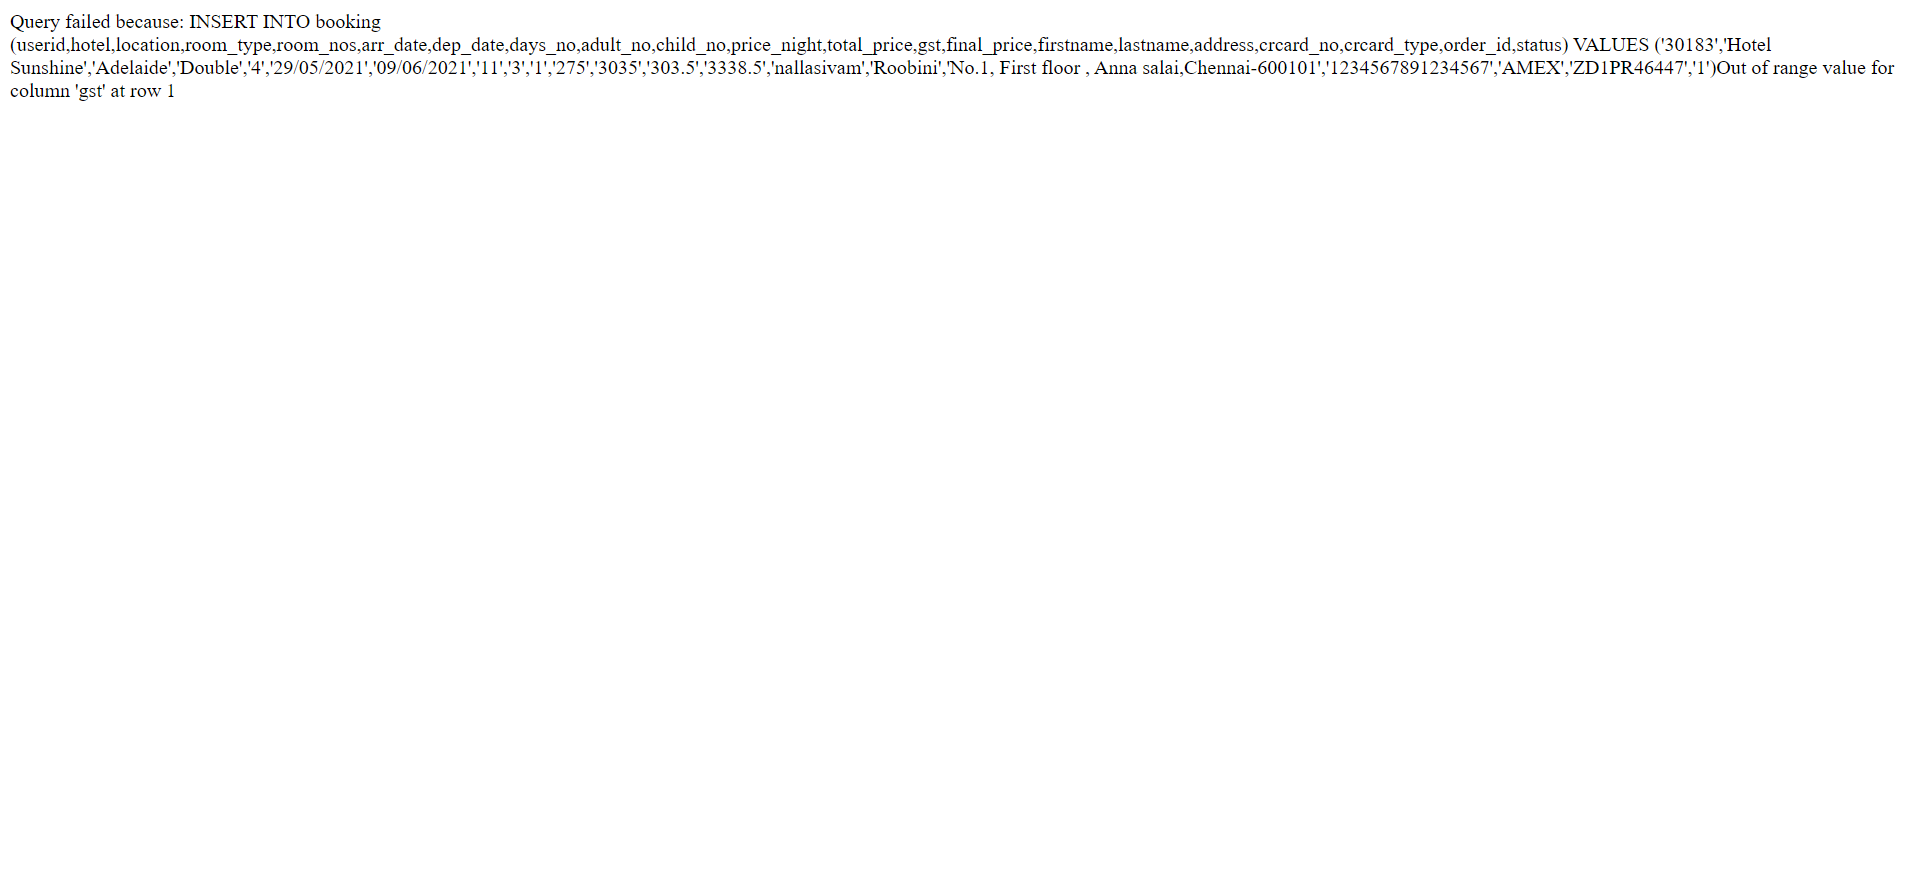 Query failed because: INSERT INTO booking
(userid,hotel,location,room_type,room_nos,arr_date,dep_date,days_no,adult_no,child_no,price_night,total_price,gst,final_price,firstname,lastname,address,crcard_no,crcard_type,order_id,status) VALUES ('30183','Hotel
Sunshine','Adelaide','Double','4','29/05/2021','09/06/2021','11','3','1','275','3035','303.5','3338.5','nallasivam','Roobini','No.1, First floor , Anna salai,Chennai-600101','1234567891234567','AMEX','ZD1PR46447','1')Out of range value for
column 'gst' at row 1